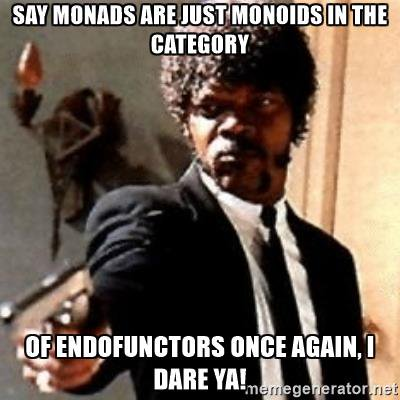 SAY MONADS ARE JUST MONOIDS IN THE
CATEGORY
OF ENDOFUNCTORS ONCE AGAIN, I
DARE YA!
memegenerator.net